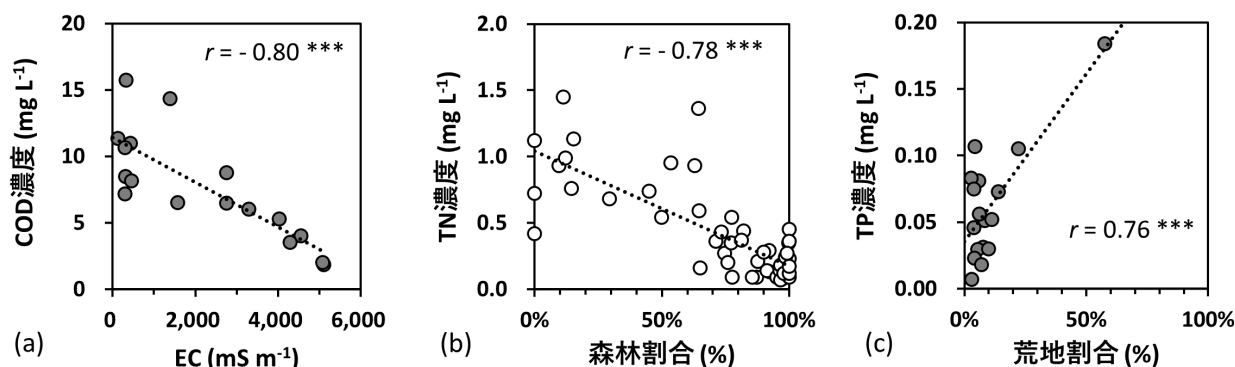 COD濃度 (mg L⁻¹)
20
15
10
5
0
r = - 0.80 ***
0
2,000
4,000
6,000
EC (mS m⁻¹)
(a)
TN濃度 (mg L⁻¹)
2.0
1.5
1.0
0.5
0.0
r = - 0.78 ***
0%
50%
100%
森林割合 (%)
(b)
TP濃度 (mg L⁻¹)
0.20
0.15
0.10
0.05
0.00
r = 0.76 ***
0%
50%
100%
荒地割合 (%)
(c)